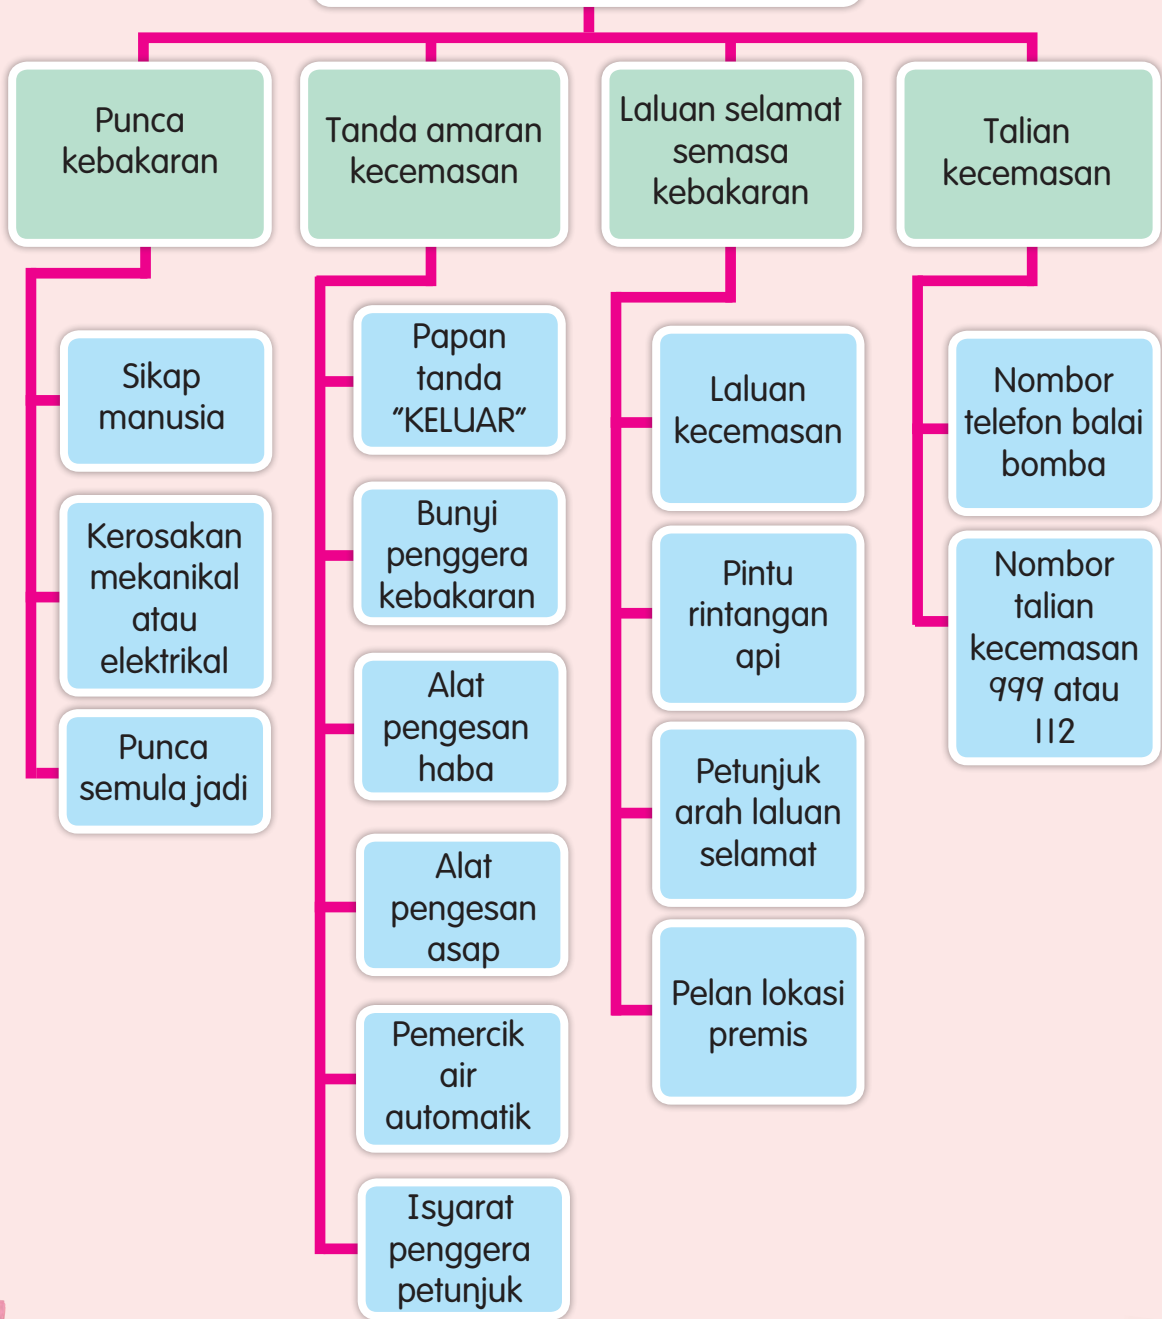 Punca
kebakaran
Tanda amaran
kecemasan
Laluan selamat
semasa
kebakaran
Talian
kecemasan
Sikap
manusia
Kerosakan
mekanikal
atau
elektrikal
Punca
semula jadi
Papan
tanda
“KELUAR”
Bunyi
penggera
kebakaran
Alat
pengesan
haba
Alat
pengesan
asap
Pemercik
air
automatik
Isyarat
penggera
petunjuk
Laluan
kecemasan
Pintu
rintangan
api
Petunjuk
arah laluan
selamat
Pelan lokasi
premis
Nombor
telefon balai
bomba
Nombor
talian
kecemasan
999 atau
112